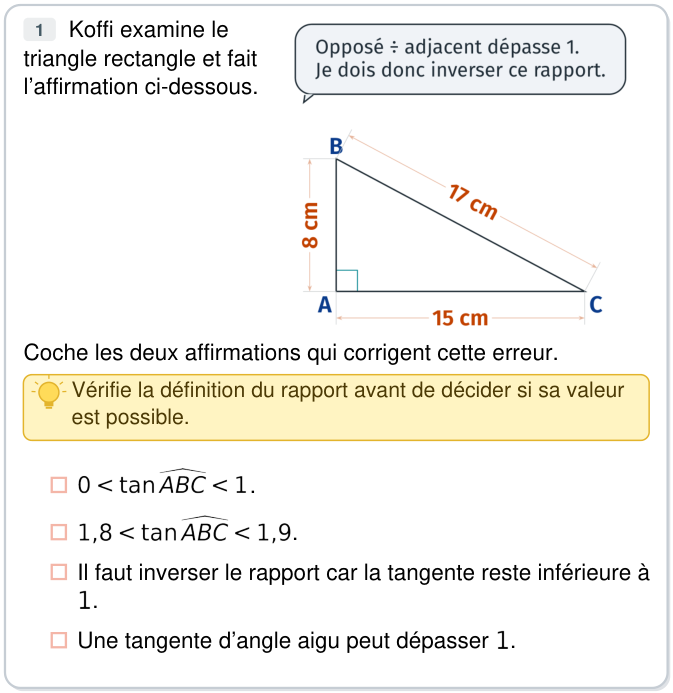 1 Koffi examine le
triangle rectangle et fait
l'affirmation ci-dessous.
Opposé ÷ adjacent dépasse 1.
Je dois donc inverser ce rapport.
B
17 cm
8 cm
A
C
15 cm
Coche les deux affirmations qui corrigent cette erreur.
Vérifie la définition du rapport avant de décider si sa valeur
est possible.
0 < tan \widehat{ABC} < 1.
1,8 < tan \widehat{ABC} < 1,9.
Il faut inverser le rapport car la tangente reste inférieure à
1.
Une tangente d'angle aigu peut dépasser 1.